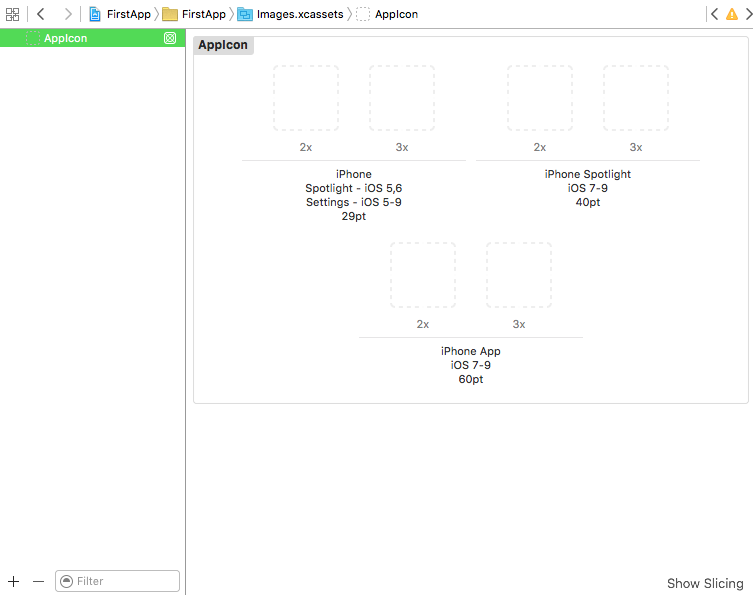 FirstApp FirstApp Images.xcassets AppIcon
AppIcon
AppIcon
2x 3x
iPhone
Spotlight - iOS 5,6
Settings - iOS 5-9
29pt
2x 3x
iPhone Spotlight
iOS 7-9
40pt
2x 3x
iPhone App
iOS 7-9
60pt
Filter
Show Slicing